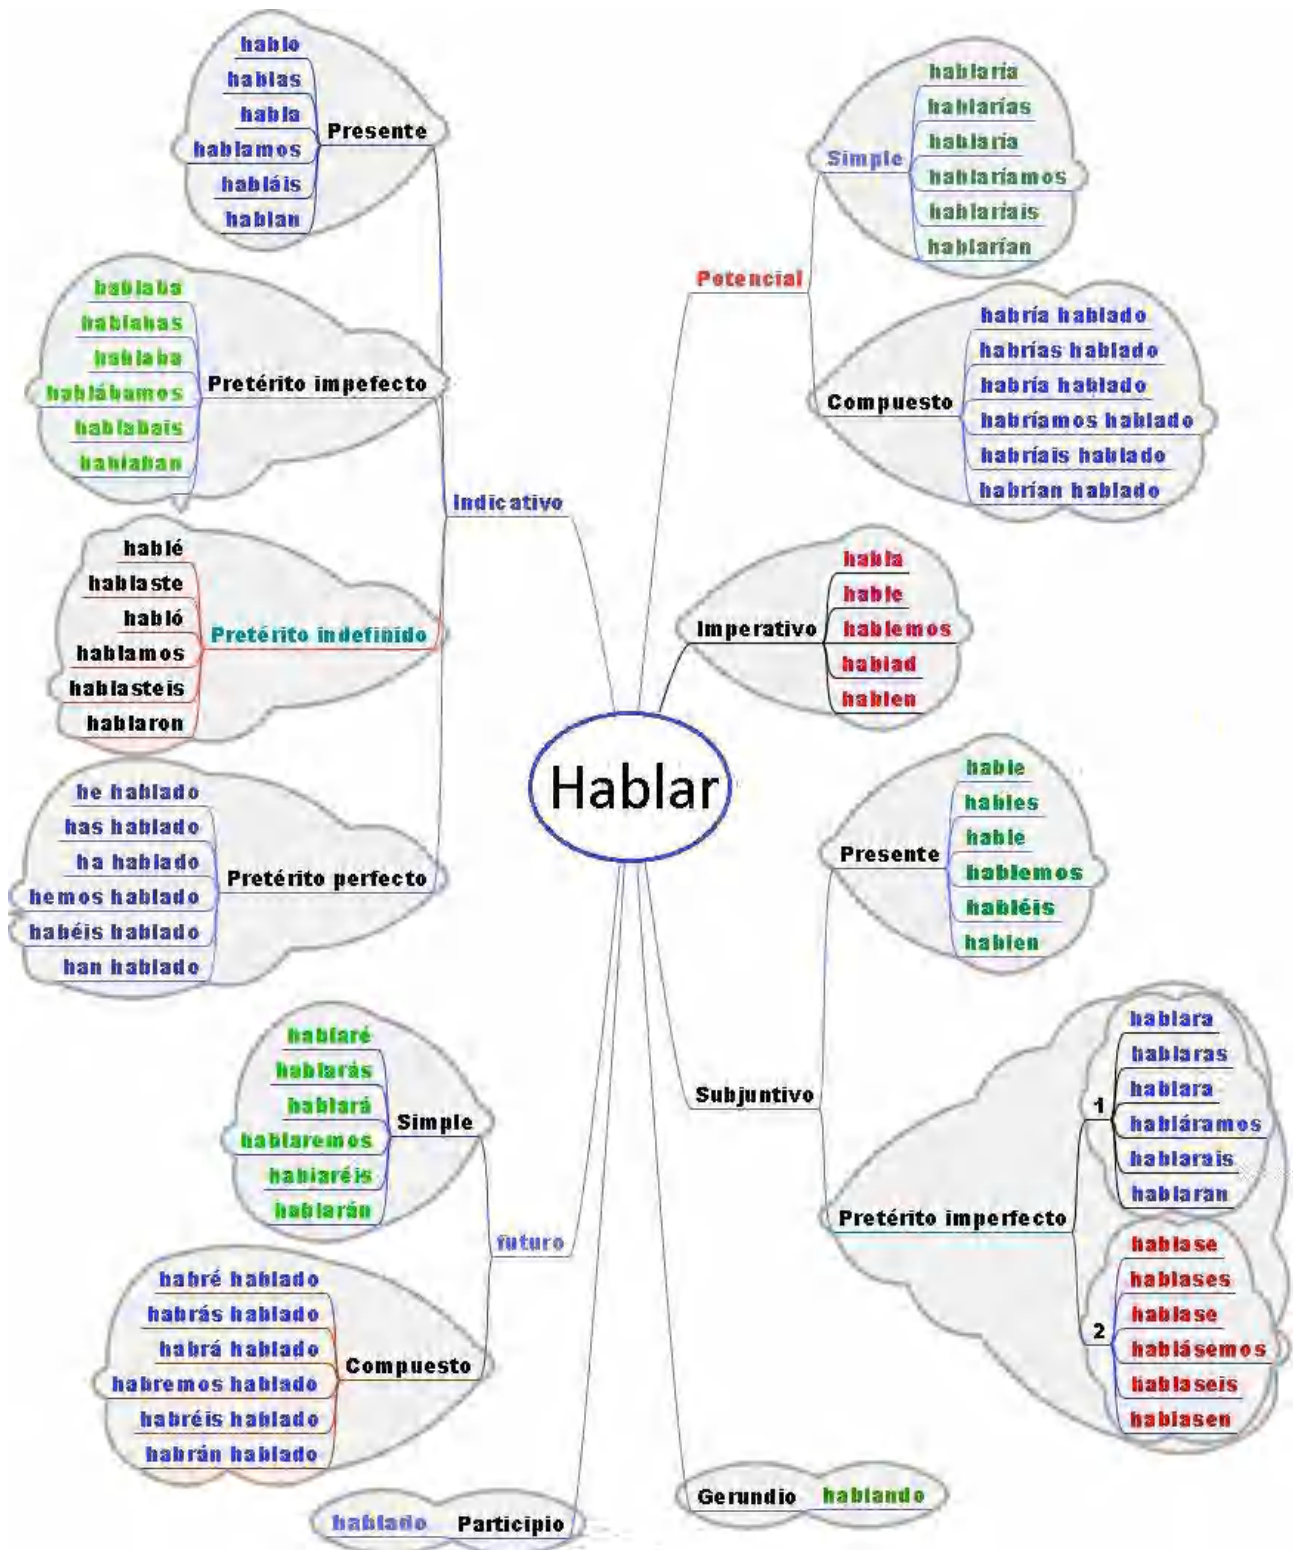 Hablar
Indicativo
Presente
hablo
hablas
habla
hablamos
habláis
hablan
Pretérito impefecto
hablaba
hablabas
hablaba
hablábamos
hablabais
hablaban
Pretérito indefinido
hablé
hablaste
habló
hablamos
hablasteis
hablaron
Pretérito perfecto
he hablado
has hablado
ha hablado
hemos hablado
habéis hablado
han hablado
futuro
Simple
hablaré
hablarás
hablará
hablaremos
hablaréis
hablarán
Compuesto
habré hablado
habrás hablado
habrá hablado
habremos hablado
habréis hablado
habrán hablado
Participio
hablado
Potencial
Simple
hablaría
hablarías
hablaría
hablaríamos
hablaríais
hablarían
Compuesto
habría hablado
habrías hablado
habría hablado
habríamos hablado
habríais hablado
habrían hablado
Imperativo
habla
hable
hablemos
hablad
hablen
Subjuntivo
Presente
hable
hables
hable
hablemos
habléis
hablen
Pretérito imperfecto
1
hablara
hablaras
hablara
habláramos
hablarais
hablaran
2
hablase
hablases
hablase
hablásemos
hablaseis
hablasen
Gerundio
hablando